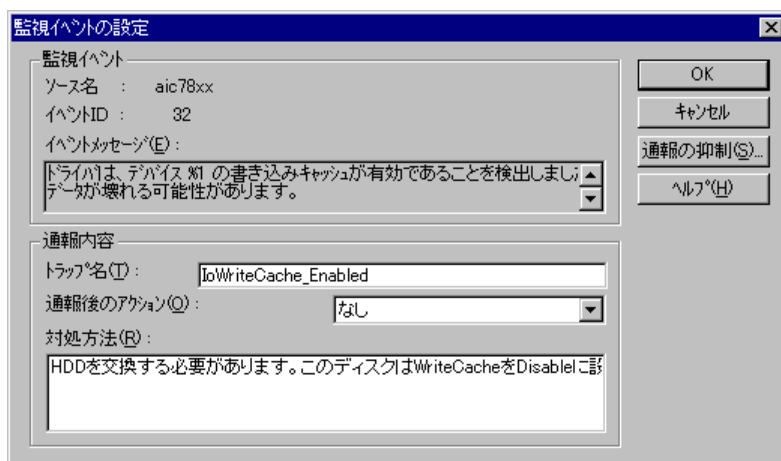 監視イベントの設定
監視イベント
ソース名 : aic78xx
イベントID : 32
イベントメッセージ(E) :
ドライバは、デバイス %1 の書き込みキャッシュが有効であることを検出しまし
データが壊れる可能性があります。
通報内容
トラップ名(T) : IoWriteCache_Enabled
通報後のアクション(O) : なし
対処方法(R) :
HDDを交換する必要があります。このディスクはWriteCacheをDisableに設
OK
キャンセル
通報の抑制(S)...
ヘルプ(H)